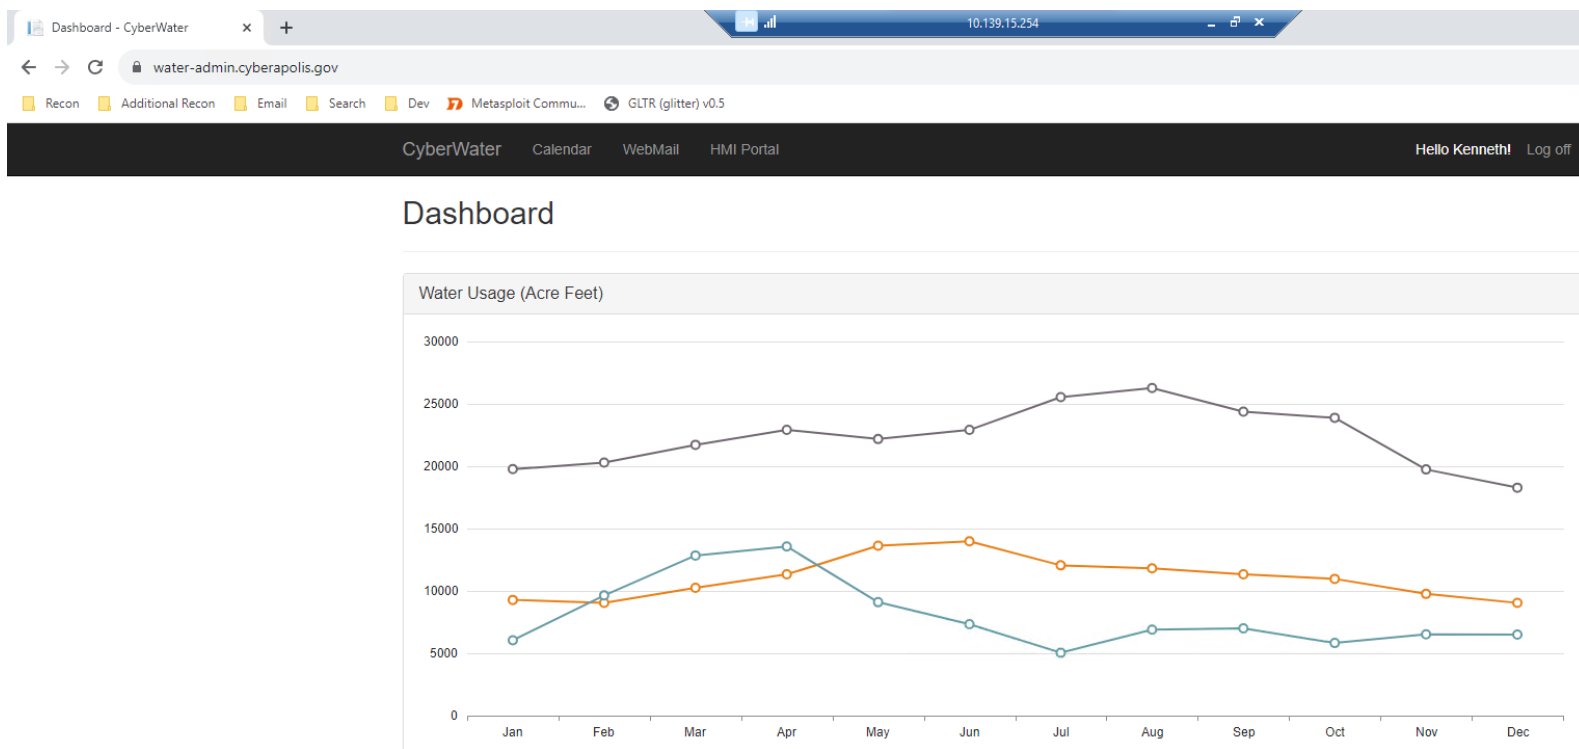 Dashboard - CyberWater
10.139.15.254
water-admin.cyberapolis.gov
Recon Additional Recon Email Search Dev Metasploit Commu... GLTR (glitter) v0.5
CyberWater Calendar WebMail HMI Portal Hello Kenneth! Log off
Dashboard
Water Usage (Acre Feet)
30000
25000
20000
15000
10000
5000
0
Jan Feb Mar Apr May Jun Jul Aug Sep Oct Nov Dec